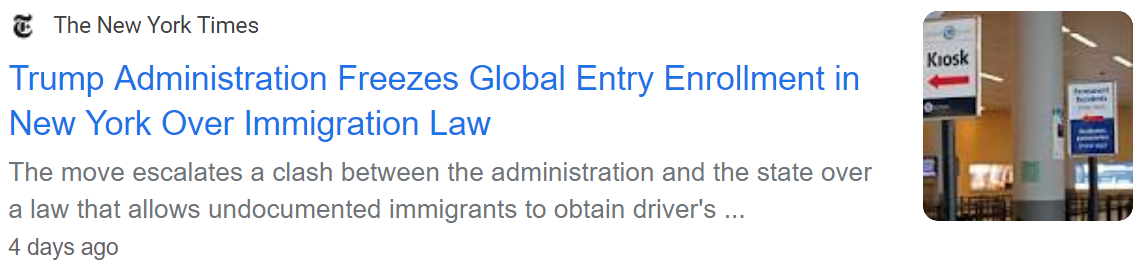 The New York Times
Trump Administration Freezes Global Entry Enrollment in
New York Over Immigration Law
The move escalates a clash between the administration and the state over
a law that allows undocumented immigrants to obtain driver's ...
4 days ago
Kiosk
Permanent
Residents